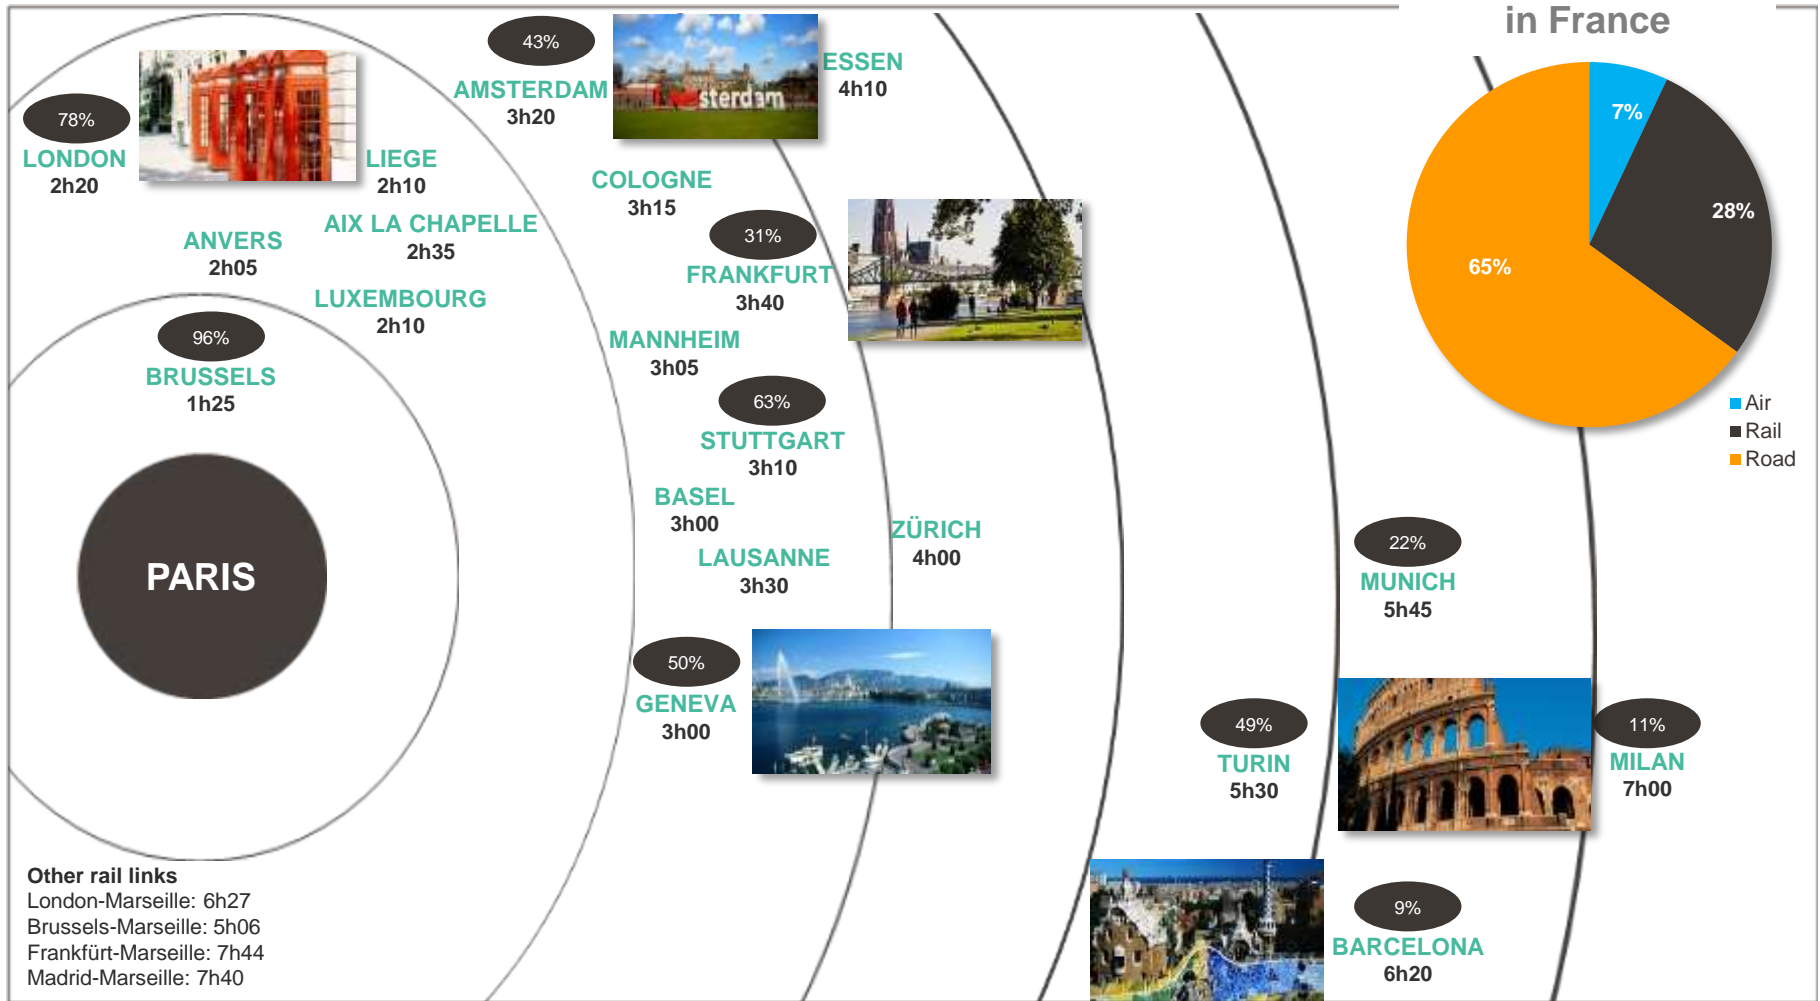 in France
43%
AMSTERDAM
3h20
ESSEN
4h10
78%
LONDON
2h20
LIEGE
2h10
COLOGNE
3h15
AIX LA CHAPELLE
2h35
ANVERS
2h05
31%
FRANKFURT
3h40
LUXEMBOURG
2h10
96%
BRUSSELS
1h25
MANNHEIM
3h05
63%
STUTTGART
3h10
BASEL
3h00
ZÜRICH
4h00
LAUSANNE
3h30
PARIS
22%
MUNICH
5h45
50%
GENEVA
3h00
49%
TURIN
5h30
11%
MILAN
7h00
9%
BARCELONA
6h20
7%
28%
65%
Air
Rail
Road
Other rail links
London-Marseille: 6h27
Brussels-Marseille: 5h06
Frankfürt-Marseille: 7h44
Madrid-Marseille: 7h40
sterdam